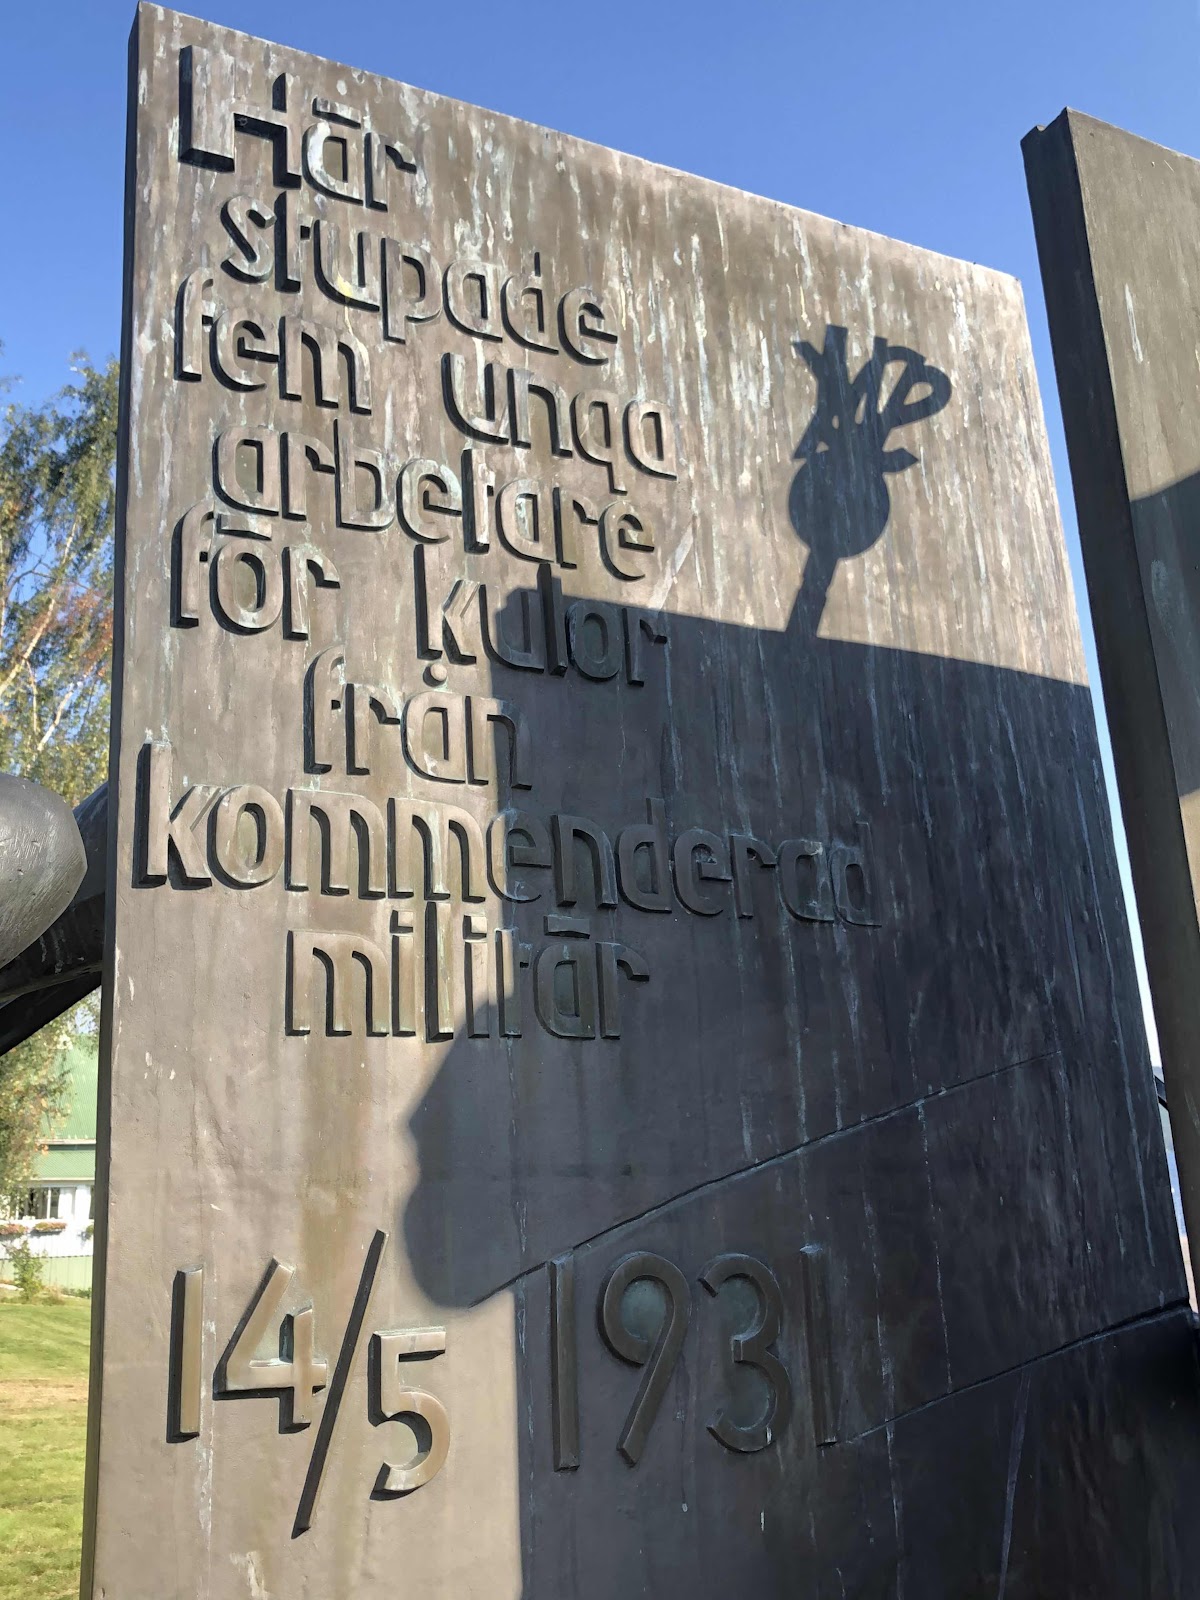 Här
stupade
fem unga
arbetare
för kulor
från
kommenderad
militär
14/5 1931